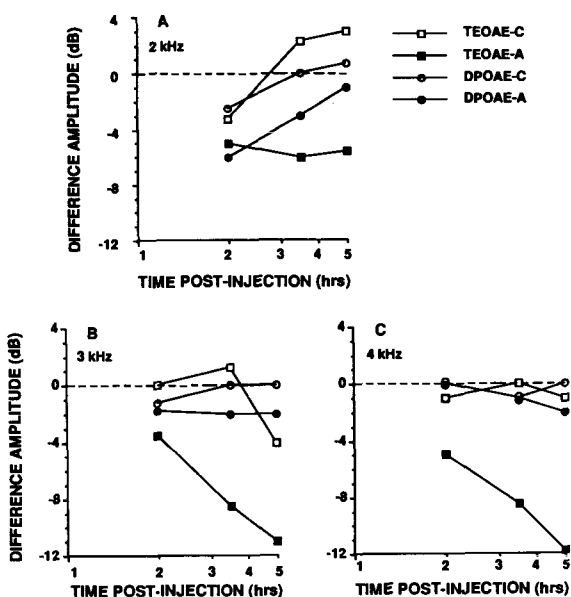 A
2 kHz
DIFFERENCE AMPLITUDE (dB)
4
0
-4
-8
-12
1 2 3 4 5
TIME POST-INJECTION (hrs)
TEOAE-C
TEOAE-A
DPOAE-C
DPOAE-A
B
3 kHz
DIFFERENCE AMPLITUDE (dB)
4
0
-4
-8
-12
1 2 3 4 5
TIME POST-INJECTION (hrs)
C
4 kHz
4
0
-4
-8
-12
1 2 3 4 5
TIME POST-INJECTION (hrs)